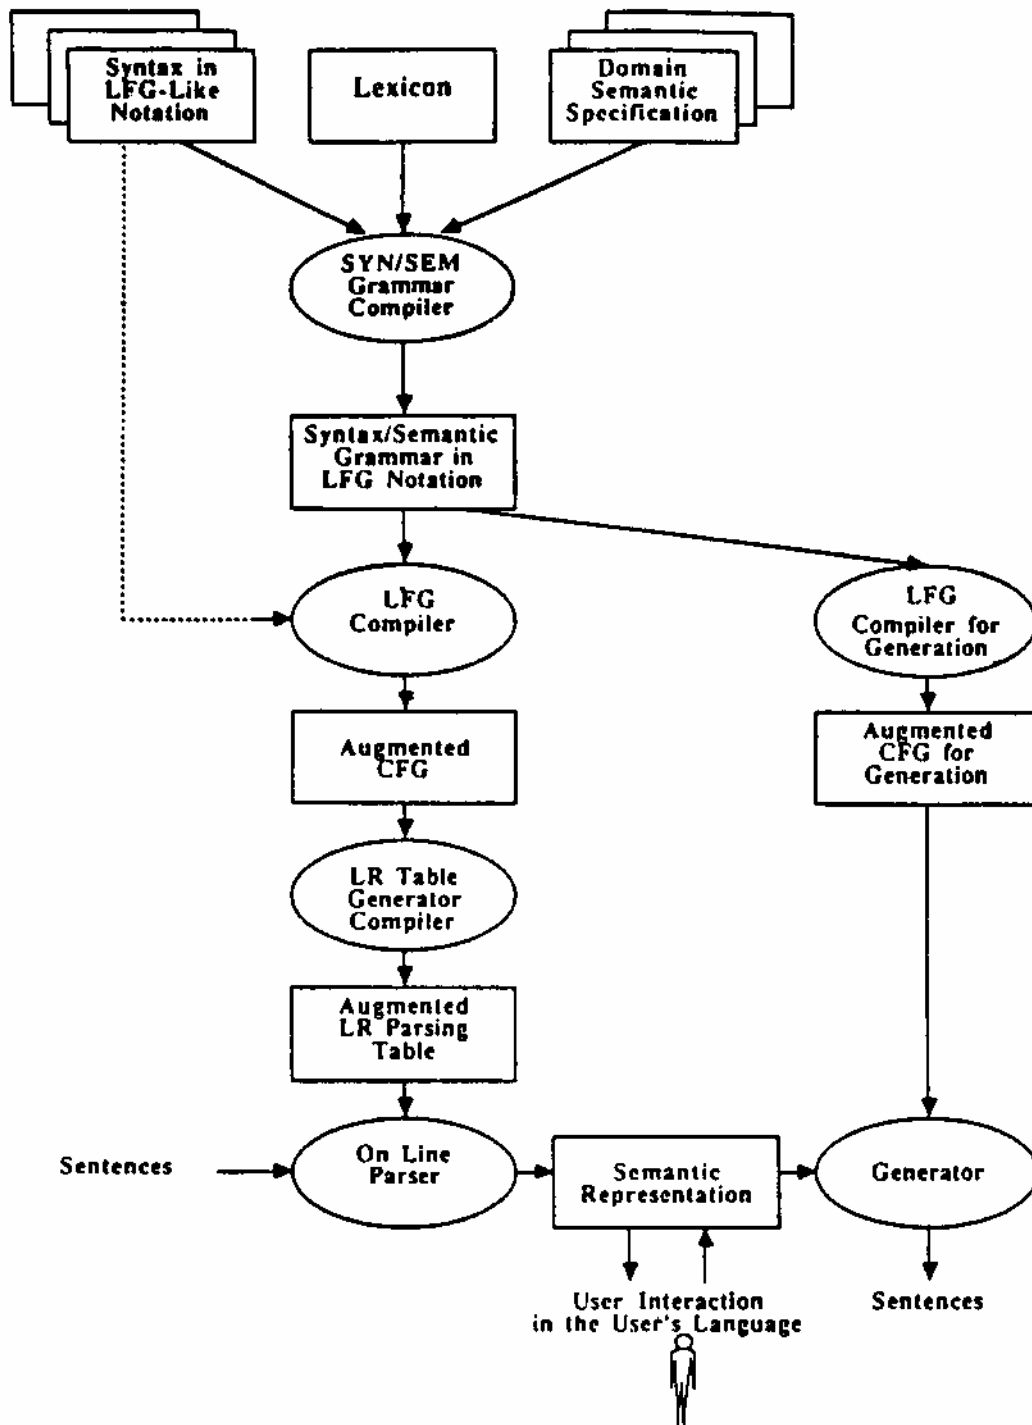 Syntax in
LFG-Like
Notation
Lexicon
Domain
Semantic
Specification
SYN/SEM
Grammar
Compiler
Syntax/Semantic
Grammar in
LFG Notation
LFG
Compiler
LFG
Compiler for
Generation
Augmented
CFG
Augmented
CFG for
Generation
LR Table
Generator
Compiler
Augmented
LR Parsing
Table
Sentences
On Line
Parser
Semantic
Representation
Generator
User Interaction
in the User's Language
Sentences